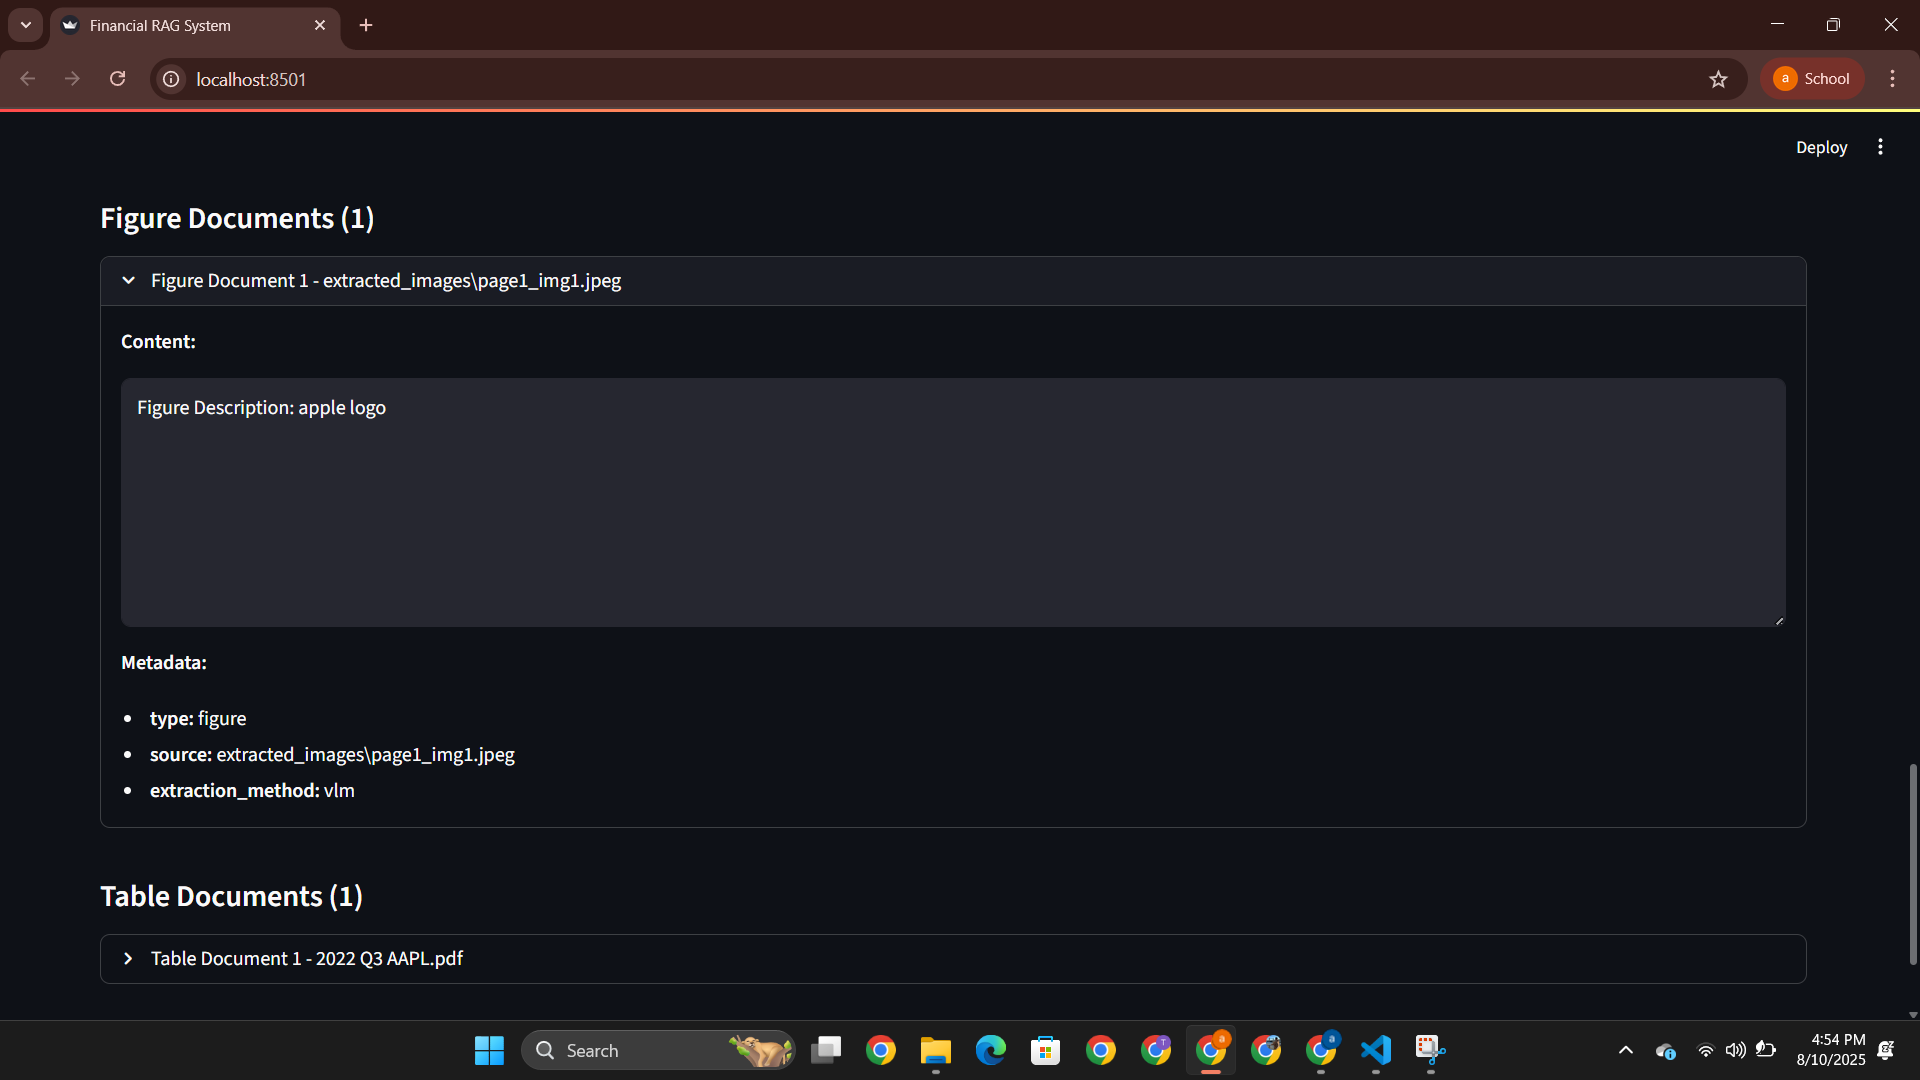 Financial RAG System
localhost:8501
a School
Deploy
Figure Documents (1)
Figure Document 1 - extracted_images\page1_img1.jpeg
Content:
Figure Description: apple logo
Metadata:
type: figure
source: extracted_images\page1_img1.jpeg
extraction_method: vlm
Table Documents (1)
Table Document 1 - 2022 Q3 AAPL.pdf
Search
T
a
a
4:54 PM
8/10/2025